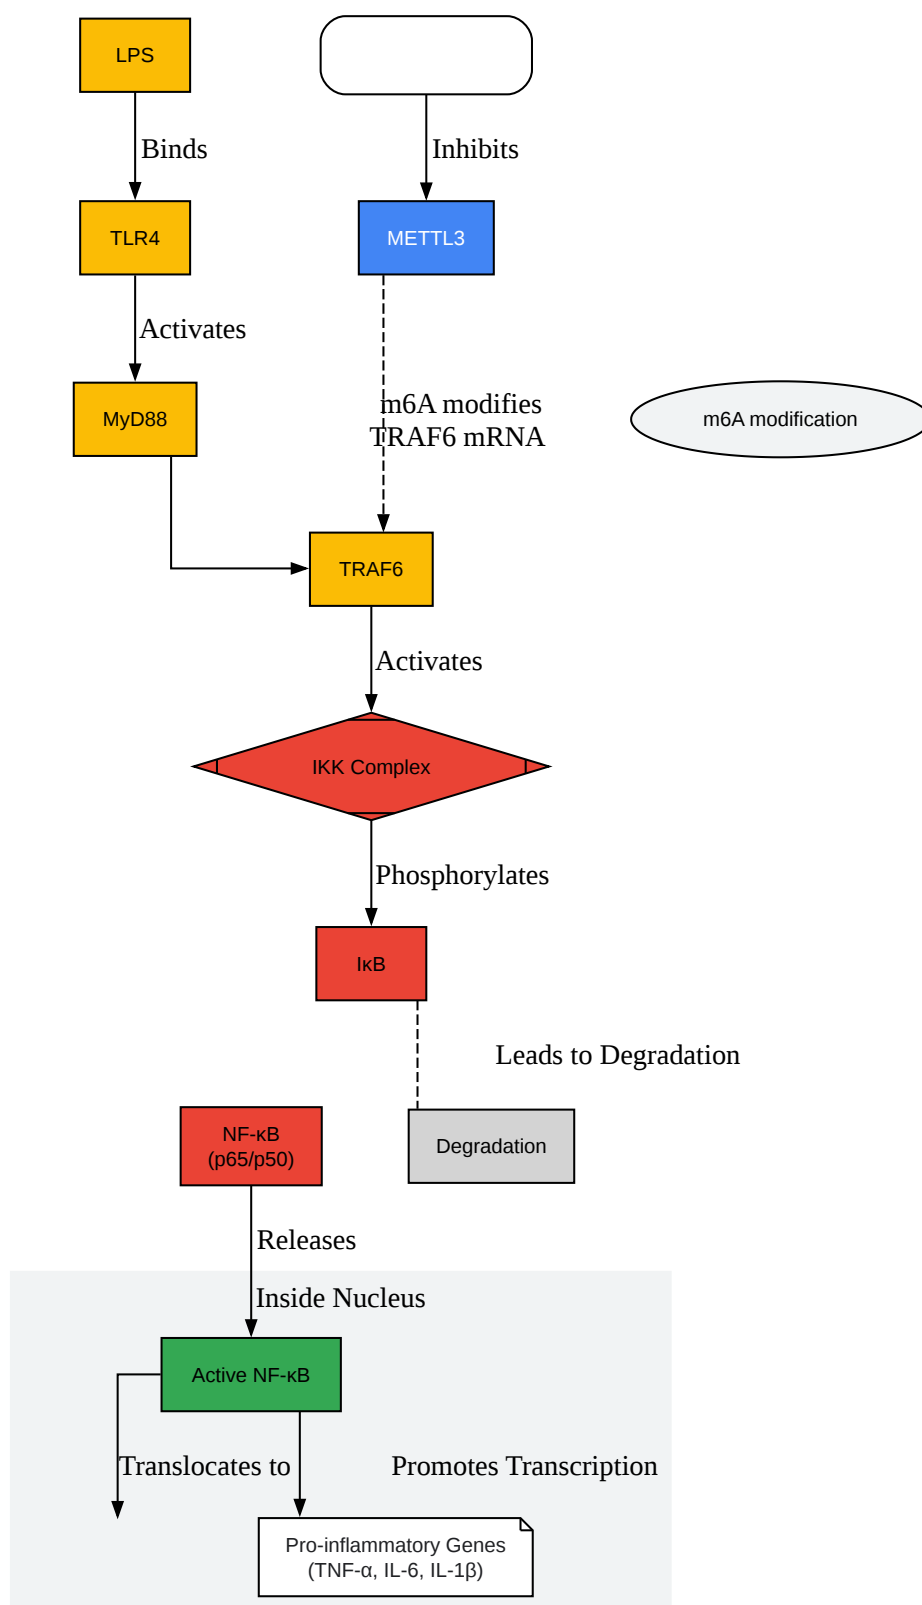 LPS
Binds
Inhibits
TLR4
METTL3
Activates
m6A modifies
TRAF6 mRNA
MyD88
m6A modification
TRAF6
Activates
IKK Complex
Phosphorylates
IκB
Leads to Degradation
NF-κB
(p65/p50)
Degradation
Releases
Inside Nucleus
Active NF-κB
Translocates to
Promotes Transcription
Pro-inflammatory Genes
(TNF-α, IL-6, IL-1β)